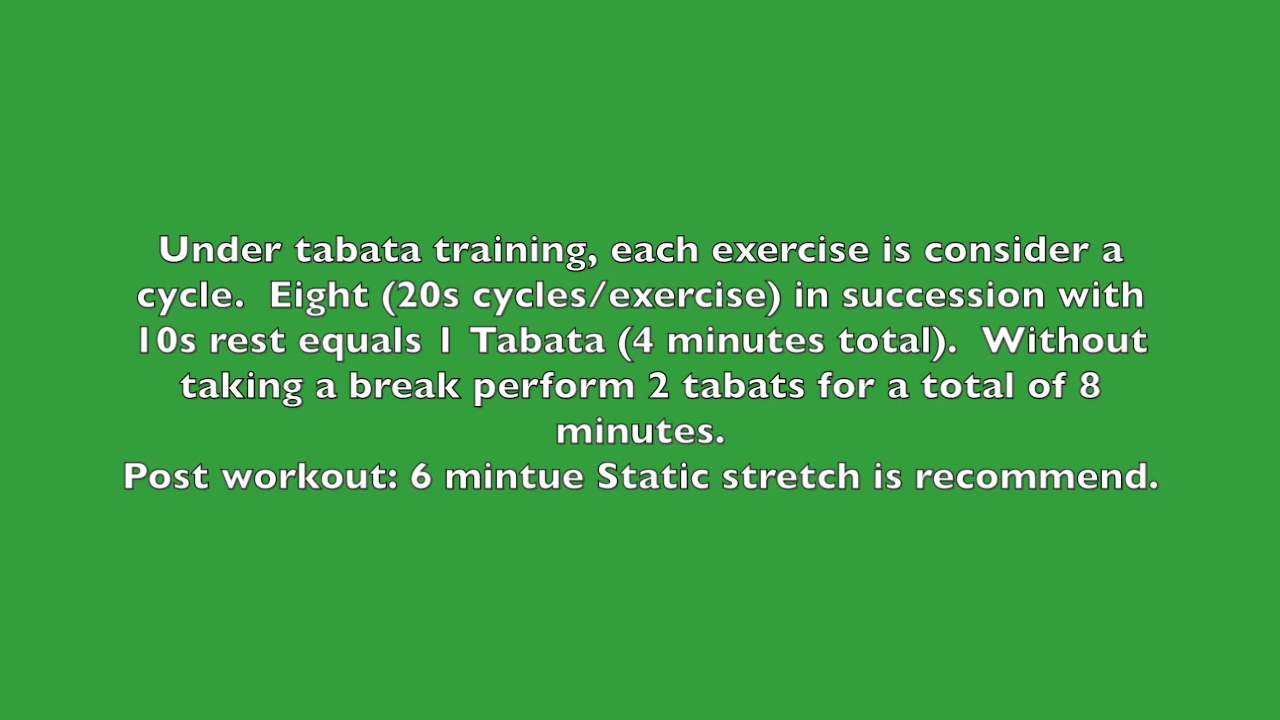 Under tabata training, each exercise is consider a
cycle.  Eight (20s cycles/exercise) in succession with
10s rest equals 1 Tabata (4 minutes total).  Without
taking a break perform 2 tabats for a total of 8
minutes.
Post workout: 6 mintue Static stretch is recommend.